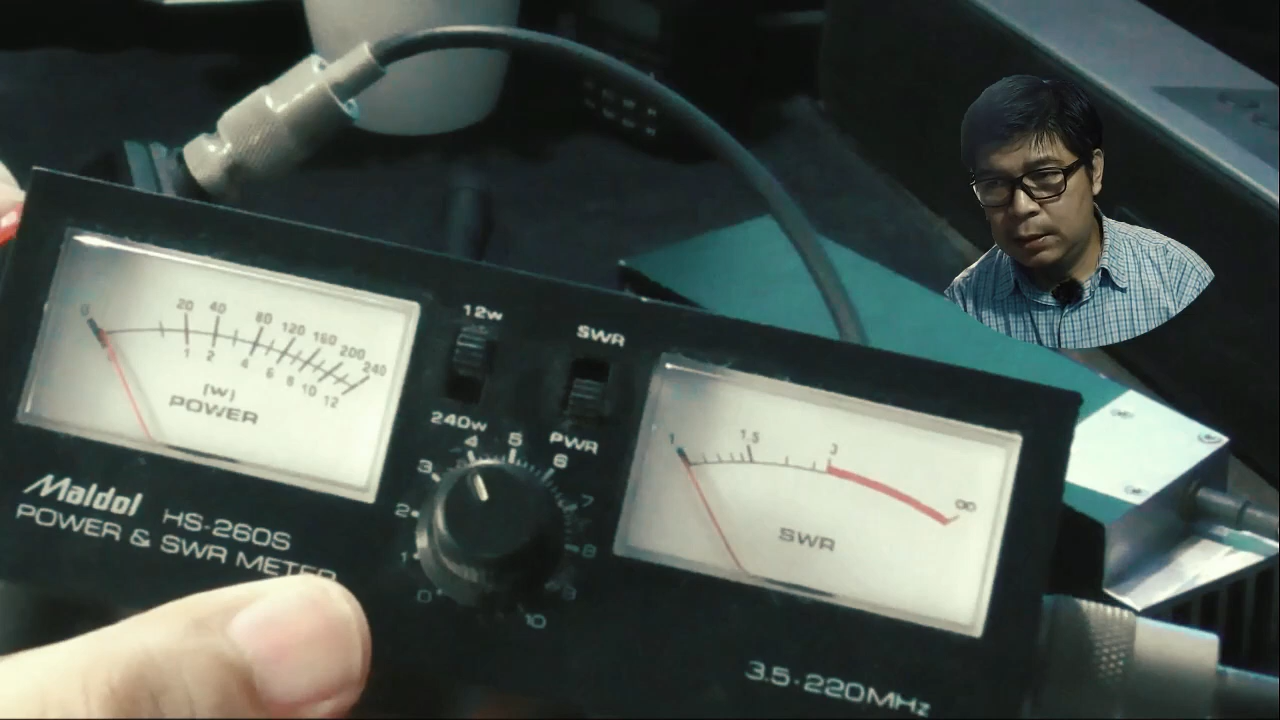 0 20 40 80 120 160 200 240
1 2 4 6 8 10 12
(W)
POWER
12W
240W
SWR
PWR
0 1 2 3 4 5 6 7 8 9 10
1 1.5 3 ∞
SWR
Maldol HS-260S
POWER & SWR METER
3.5-220MHz